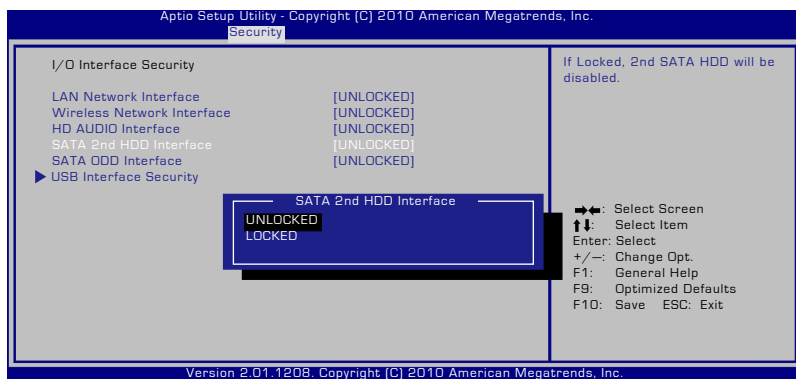 Aptio Setup Utility - Copyright (C) 2010 American Megatrends, Inc.
Security
I/O Interface Security
LAN Network Interface [UNLOCKED]
Wireless Network Interface [UNLOCKED]
HD AUDIO Interface [UNLOCKED]
SATA 2nd HDD Interface [UNLOCKED]
SATA ODD Interface [UNLOCKED]
USB Interface Security
SATA 2nd HDD Interface
UNLOCKED
LOCKED
If Locked, 2nd SATA HDD will be
disabled.
→←: Select Screen
↑↓: Select Item
Enter: Select
+/—: Change Opt.
F1: General Help
F9: Optimized Defaults
F10: Save ESC: Exit
Version 2.01.1208. Copyright (C) 2010 American Megatrends, Inc.